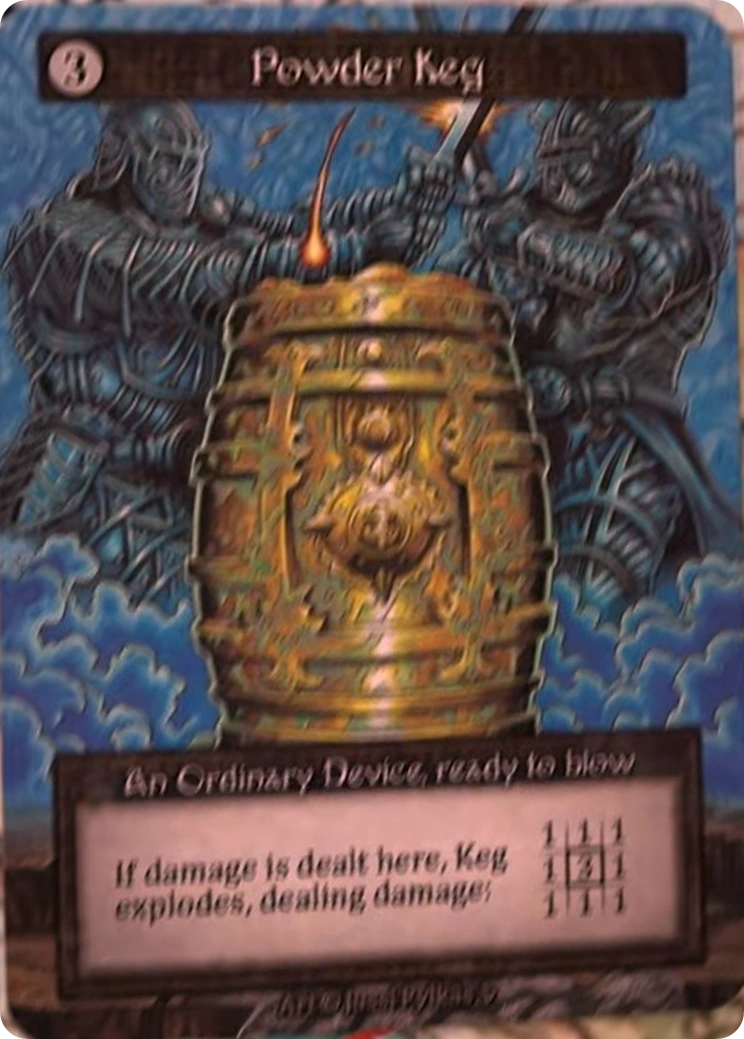 3
Powder Keg
An Ordinary Device, ready to blow
If damage is dealt here, Keg
explodes, dealing damage:
1 1 1
1 3 1
1 1 1